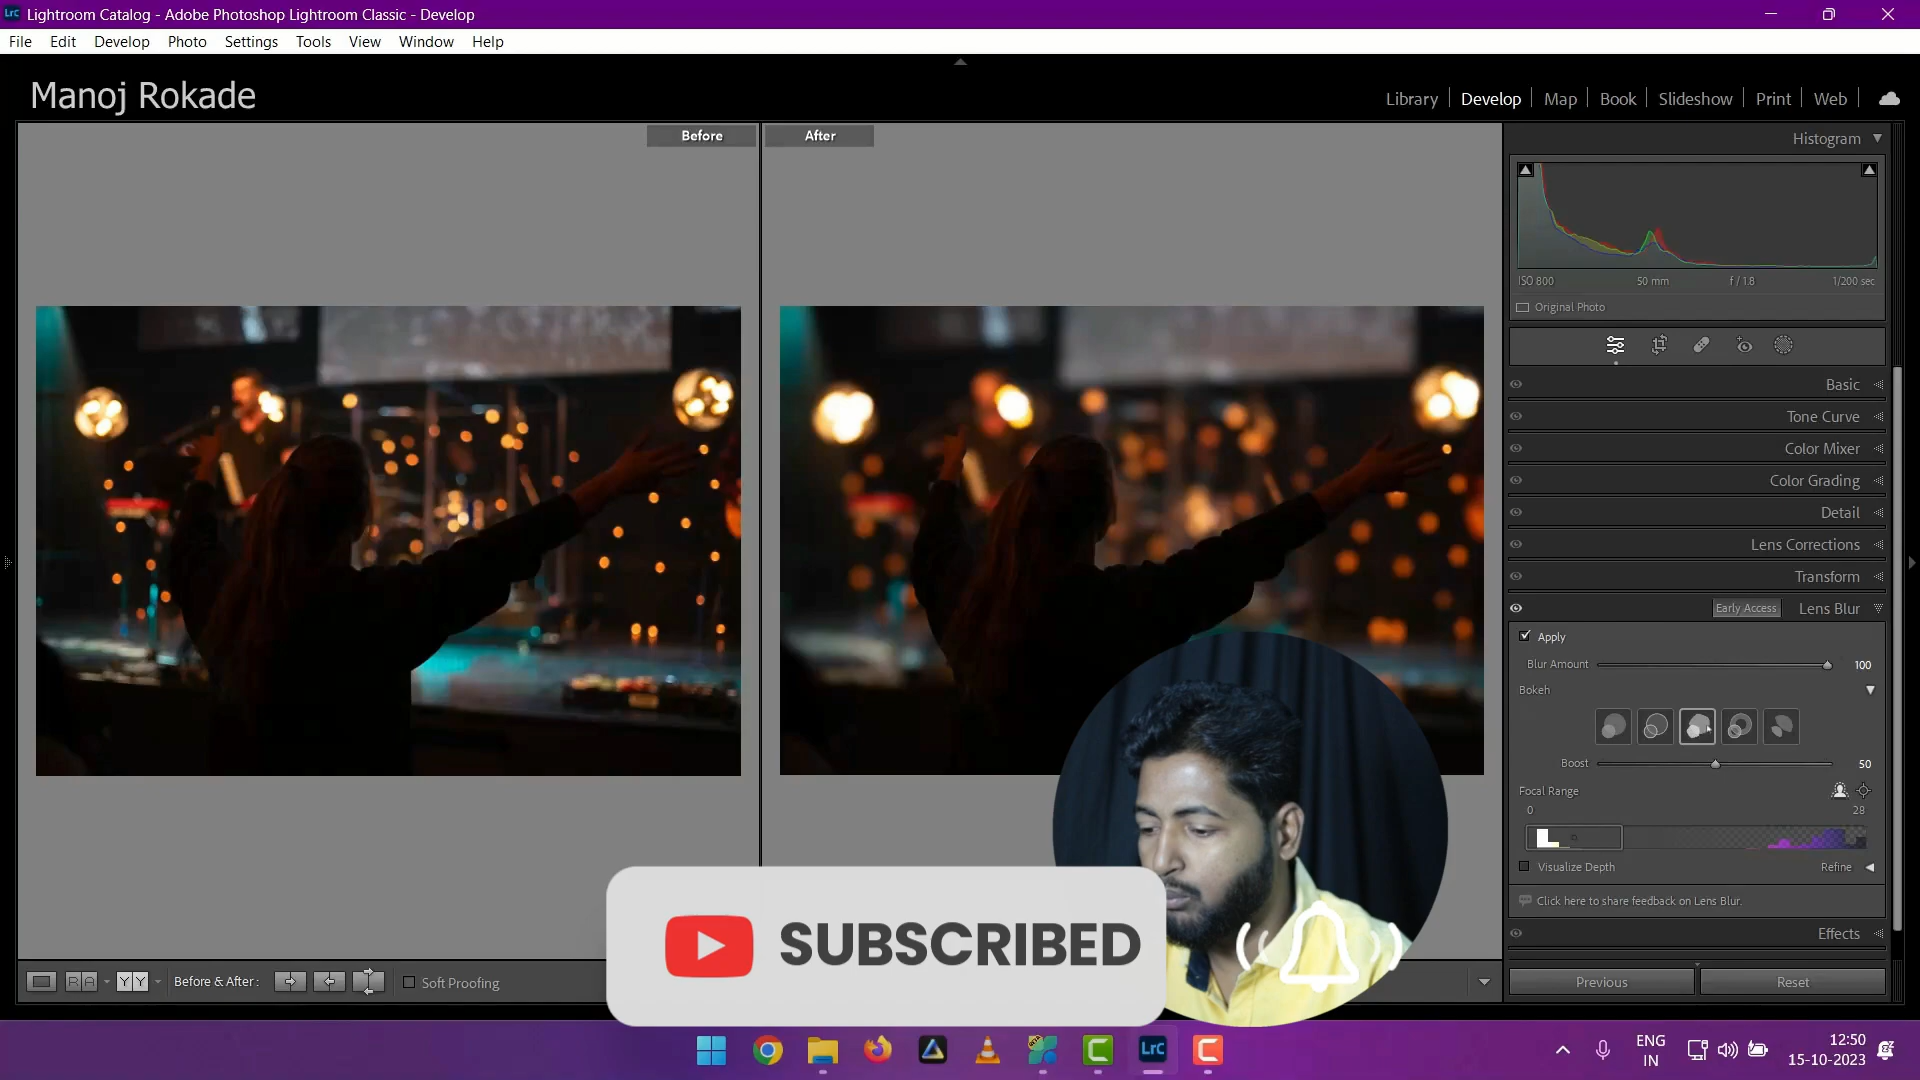 Lrc Lightroom Catalog - Adobe Photoshop Lightroom Classic - Develop
File Edit Develop Photo Settings Tools View Window Help
Manoj Rokade
Library | Develop | Map | Book | Slideshow | Print | Web |
Before After
Histogram
ISO 800 50 mm f / 1.8 1/200 sec
Original Photo
Basic
Tone Curve
Color Mixer
Color Grading
Detail
Lens Corrections
Transform
Early Access Lens Blur
Apply
Blur Amount 100
Bokeh
Boost 50
Focal Range
0 28
Visualize Depth Refine
Click here to share feedback on Lens Blur.
Effects
SUBSCRIBED
R A Y Y Before & After : Soft Proofing
Previous Reset
LrC
ENG
IN
12:50
15-10-2023